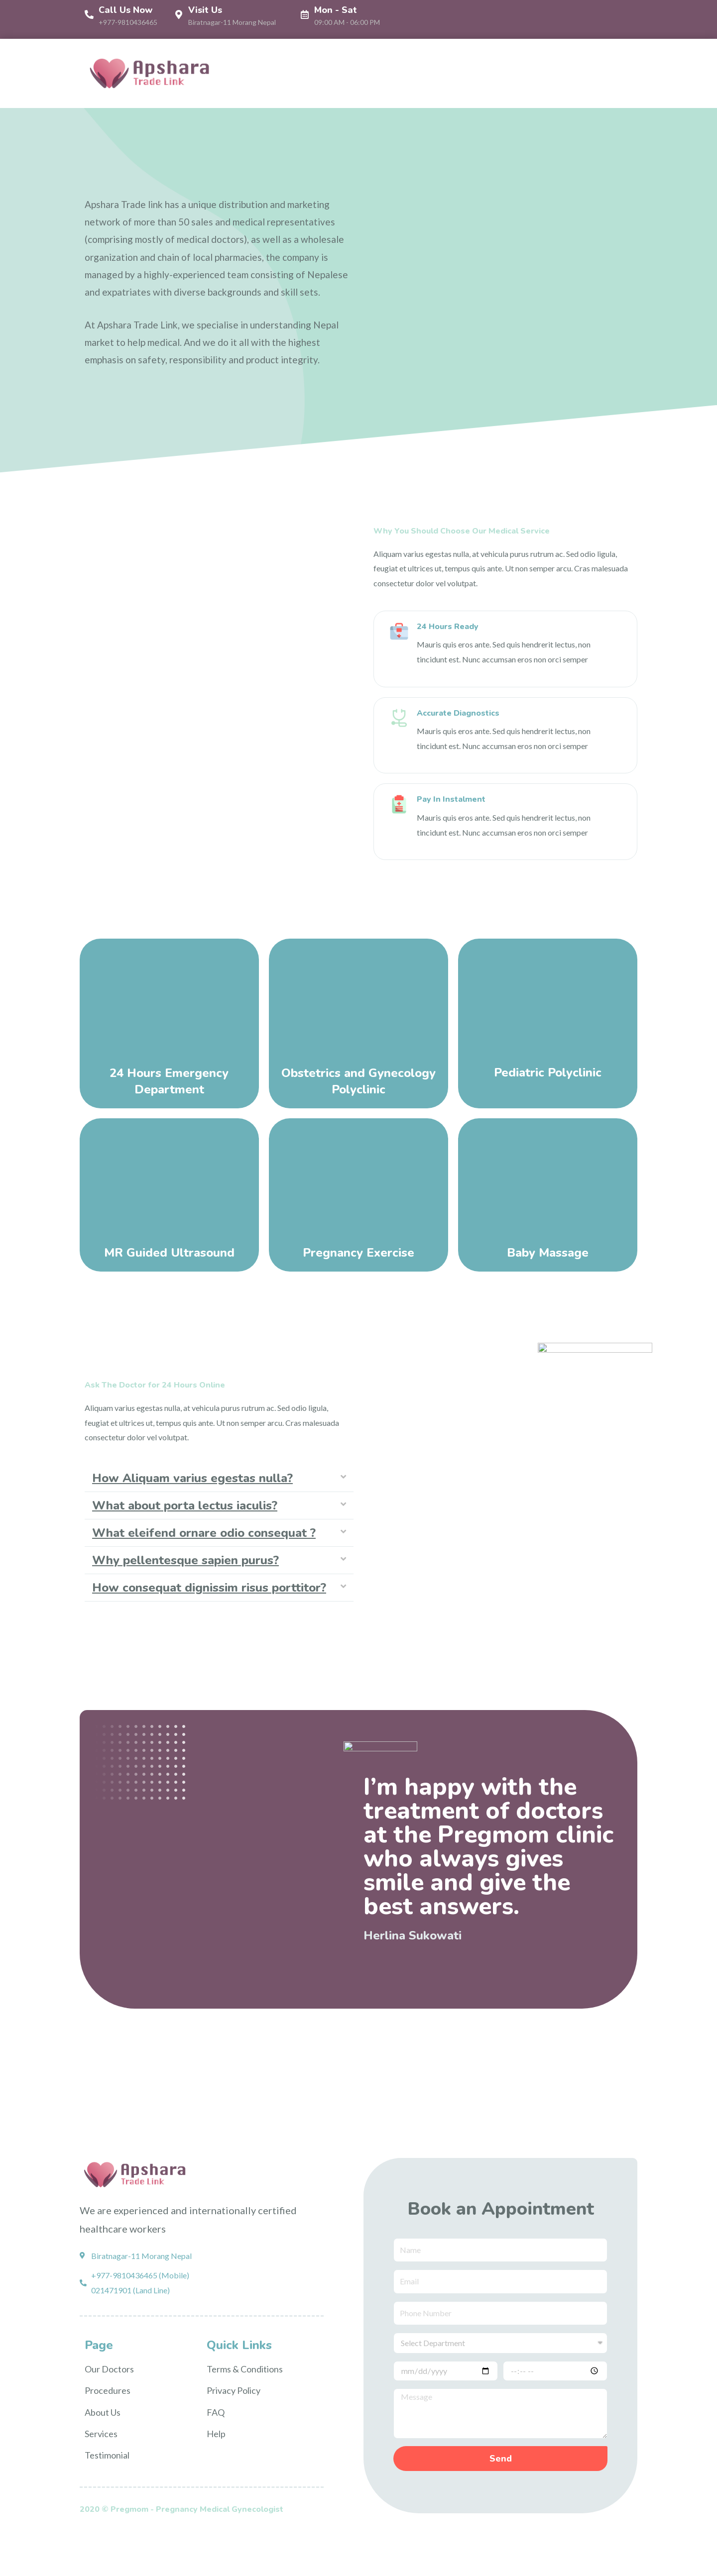 Call Us Now
+977-9810436465
Visit Us
Biratnagar-11 Morang Nepal
Mon - Sat
09:00 AM - 06:00 PM
Apshara
Trade Link
Apshara Trade link has a unique distribution and marketing
network of more than 50 sales and medical representatives
(comprising mostly of medical doctors), as well as a wholesale
organization and chain of local pharmacies, the company is
managed by a highly-experienced team consisting of Nepalese
and expatriates with diverse backgrounds and skill sets.
At Apshara Trade Link, we specialise in understanding Nepal
market to help medical. And we do it all with the highest
emphasis on safety, responsibility and product integrity.
Why You Should Choose Our Medical Service
Aliquam varius egestas nulla, at vehicula purus rutrum ac. Sed odio ligula,
feugiat et ultrices ut, tempus quis ante. Ut non semper arcu. Cras malesuada
consectetur dolor vel volutpat.
24 Hours Ready
Mauris quis eros ante. Sed quis hendrerit lectus, non
tincidunt est. Nunc accumsan eros non orci semper
Accurate Diagnostics
Mauris quis eros ante. Sed quis hendrerit lectus, non
tincidunt est. Nunc accumsan eros non orci semper
Pay In Instalment
Mauris quis eros ante. Sed quis hendrerit lectus, non
tincidunt est. Nunc accumsan eros non orci semper
24 Hours Emergency
Department
Obstetrics and Gynecology
Polyclinic
Pediatric Polyclinic
MR Guided Ultrasound
Pregnancy Exercise
Baby Massage
Ask The Doctor for 24 Hours Online
Aliquam varius egestas nulla, at vehicula purus rutrum ac. Sed odio ligula,
feugiat et ultrices ut, tempus quis ante. Ut non semper arcu. Cras malesuada
consectetur dolor vel volutpat.
How Aliquam varius egestas nulla?
What about porta lectus iaculis?
What eleifend ornare odio consequat ?
Why pellentesque sapien purus?
How consequat dignissim risus porttitor?
I’m happy with the
treatment of doctors
at the Pregmom clinic
who always gives
smile and give the
best answers.
Herlina Sukowati
Apshara
Trade Link
We are experienced and internationally certified
healthcare workers
Biratnagar-11 Morang Nepal
+977-9810436465 (Mobile)
021471901 (Land Line)
Page
Our Doctors
Procedures
About Us
Services
Testimonial
Quick Links
Terms & Conditions
Privacy Policy
FAQ
Help
2020 © Pregmom - Pregnancy Medical Gynecologist
Book an Appointment
Name
Email
Phone Number
Select Department
mm/dd/yyyy
--:-- --
Message
Send